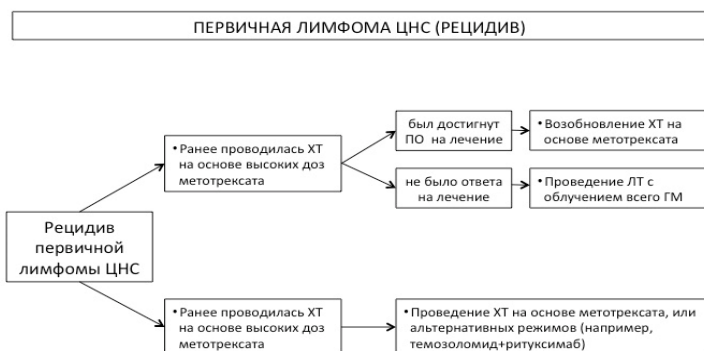 ПЕРВИЧНАЯ ЛИМФОМА ЦНС (РЕЦИДИВ)
Рецидив
первичной
лимфомы ЦНС
• Ранее проводилась ХТ
на основе высоких доз
метотрексата
был достигнут
ПО на лечение
• Возобновление ХТ на
основе метотрексата
не было ответа
на лечение
• Проведение ЛТ с
облучением всего ГМ
• Ранее проводилась ХТ
на основе высоких доз
метотрексата
• Проведение ХТ на основе метотрексата, или
альтернативных режимов (например,
темозоломид+ритуксимаб)